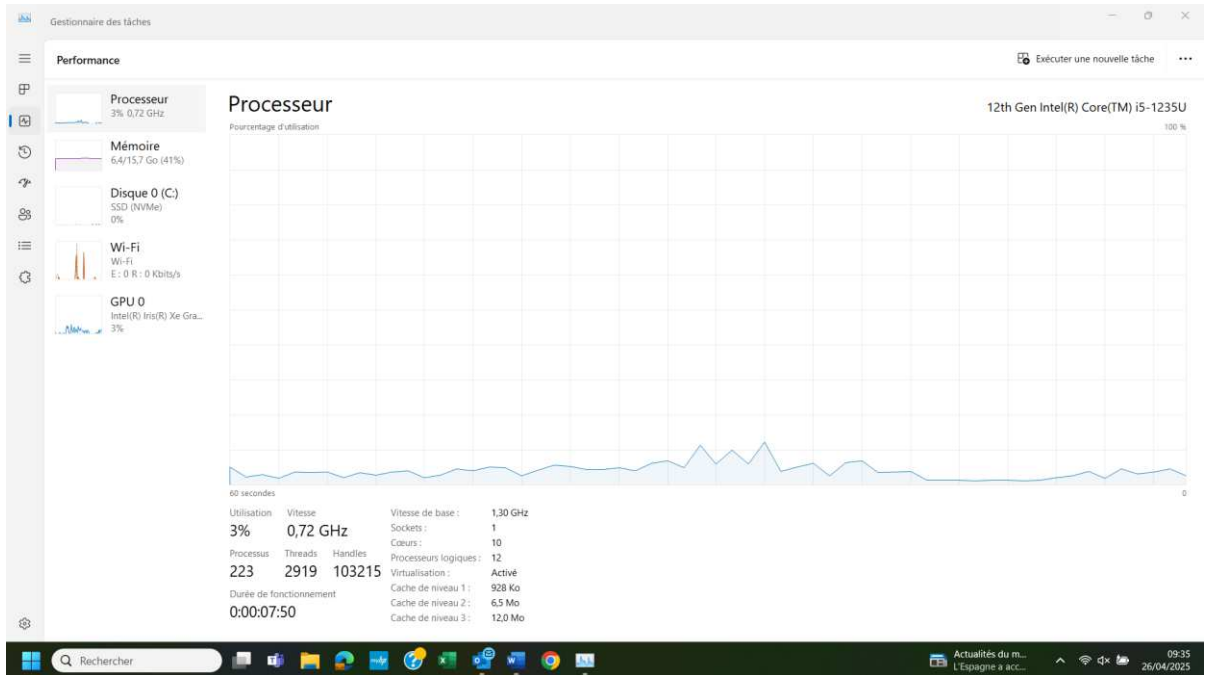 Gestionnaire des tâches
Performance
Exécuter une nouvelle tâche
Processeur
3% 0,72 GHz
Mémoire
6,4/15,7 Go (41%)
Disque 0 (C:)
SSD (NVMe)
0%
Wi-Fi
Wi-Fi
E : 0 R : 0 Kbits/s
GPU 0
Intel(R) Iris(R) Xe Gra...
3%
Processeur
12th Gen Intel(R) Core(TM) i5-1235U
Pourcentage d'utilisation
100 %
60 secondes
0
Utilisation Vitesse
3% 0,72 GHz
Processus Threads Handles
223 2919 103215
Durée de fonctionnement
0:00:07:50
Vitesse de base : 1,30 GHz
Sockets : 1
Cœurs : 10
Processeurs logiques : 12
Virtualisation : Activé
Cache de niveau 1 : 928 Ko
Cache de niveau 2 : 6,5 Mo
Cache de niveau 3 : 12,0 Mo
Rechercher
Actualités du m...
L'Espagne a acc...
09:35
26/04/2025